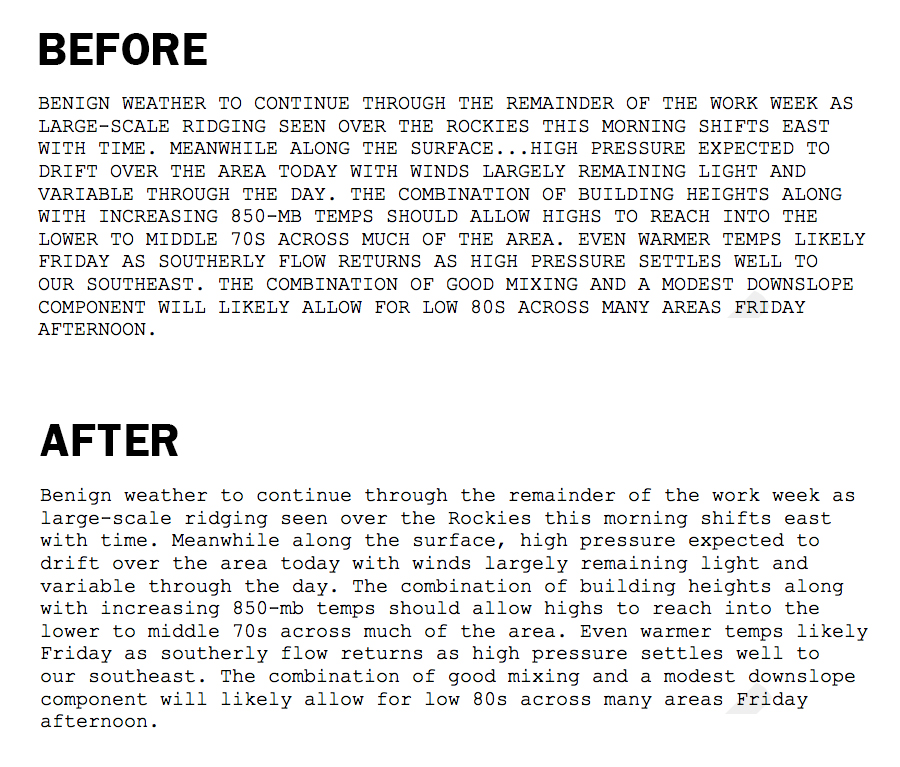 BEFORE
BENIGN WEATHER TO CONTINUE THROUGH THE REMAINDER OF THE WORK WEEK AS
LARGE-SCALE RIDGING SEEN OVER THE ROCKIES THIS MORNING SHIFTS EAST
WITH TIME. MEANWHILE ALONG THE SURFACE...HIGH PRESSURE EXPECTED TO
DRIFT OVER THE AREA TODAY WITH WINDS LARGELY REMAINING LIGHT AND
VARIABLE THROUGH THE DAY. THE COMBINATION OF BUILDING HEIGHTS ALONG
WITH INCREASING 850-MB TEMPS SHOULD ALLOW HIGHS TO REACH INTO THE
LOWER TO MIDDLE 70S ACROSS MUCH OF THE AREA. EVEN WARMER TEMPS LIKELY
FRIDAY AS SOUTHERLY FLOW RETURNS AS HIGH PRESSURE SETTLES WELL TO
OUR SOUTHEAST. THE COMBINATION OF GOOD MIXING AND A MODEST DOWNSLOPE
COMPONENT WILL LIKELY ALLOW FOR LOW 80S ACROSS MANY AREAS FRIDAY
AFTERNOON.
AFTER
Benign weather to continue through the remainder of the work week as
large-scale ridging seen over the Rockies this morning shifts east
with time. Meanwhile along the surface, high pressure expected to
drift over the area today with winds largely remaining light and
variable through the day. The combination of building heights along
with increasing 850-mb temps should allow highs to reach into the
lower to middle 70s across much of the area. Even warmer temps likely
Friday as southerly flow returns as high pressure settles well to
our southeast. The combination of good mixing and a modest downslope
component will likely allow for low 80s across many areas Friday
afternoon.